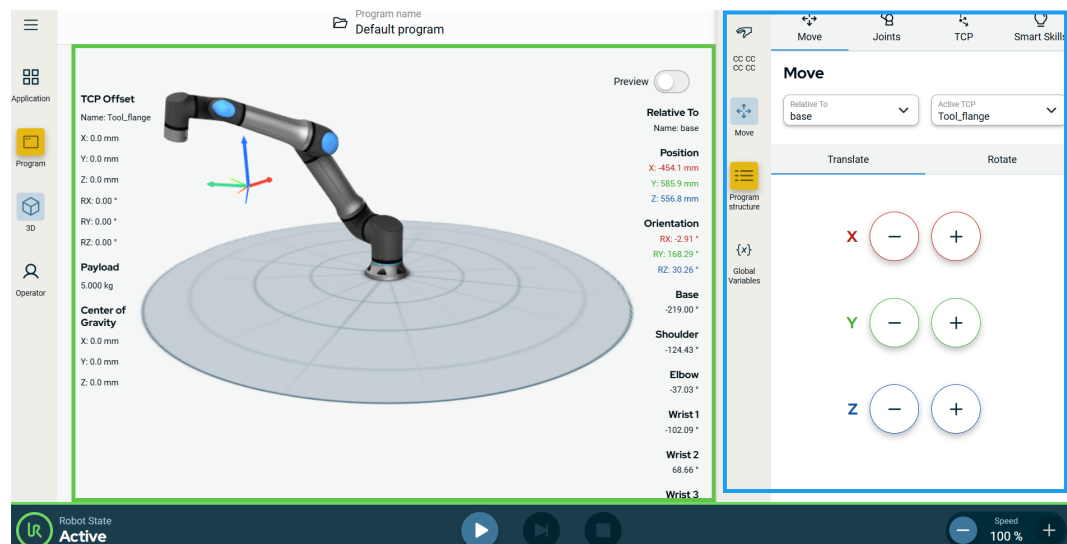 Program name
Default program
Application
Program
3D
Operator
TCP Offset
Name: Tool_flange
X: 0.0 mm
Y: 0.0 mm
Z: 0.0 mm
RX: 0.00 °
RY: 0.00 °
RZ: 0.00 °
Payload
5.000 kg
Center of
Gravity
X: 0.0 mm
Y: 0.0 mm
Z: 0.0 mm
Preview
Relative To
Name: base
Position
X: -454.1 mm
Y: 585.9 mm
Z: 556.8 mm
Orientation
RX: -2.91 °
RY: 168.29 °
RZ: 30.26 °
Base
-219.00 °
Shoulder
-124.43 °
Elbow
-37.03 °
Wrist 1
-102.09 °
Wrist 2
68.66 °
Wrist 3
CC CC
CC CC
Move
Program
structure
{x}
Global
Variables
Move
Joints
TCP
Smart Skills
Move
Relative To
base
Active TCP
Tool_flange
Translate
Rotate
X
− +
Y
− +
Z
− +
UR
Robot State
Active
−
Speed
100 %
+